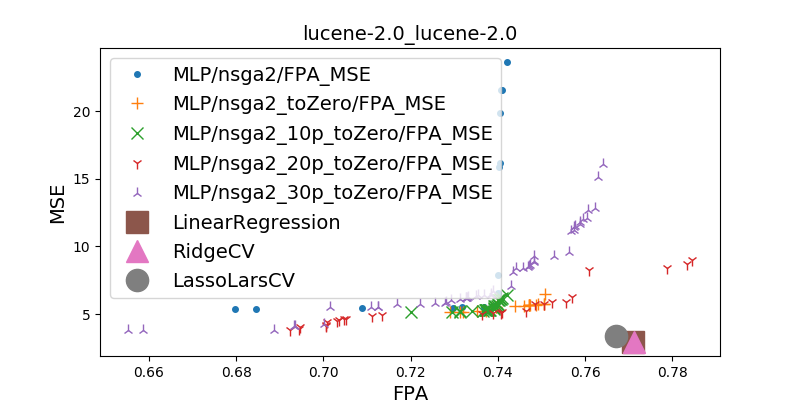 lucene-2.0_lucene-2.0
MLP/nsga2/FPA_MSE
MLP/nsga2_toZero/FPA_MSE
MLP/nsga2_10p_toZero/FPA_MSE
MLP/nsga2_20p_toZero/FPA_MSE
MLP/nsga2_30p_toZero/FPA_MSE
LinearRegression
RidgeCV
LassoLarsCV
MSE
20
15
10
5
0.66 0.68 0.70 0.72 0.74 0.76 0.78
FPA